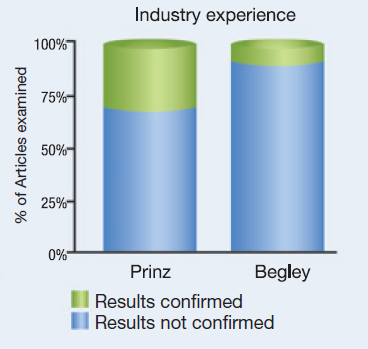 Industry experience
100%
75%
50%
25%
0%
% of Articles examined
Prinz
Begley
Results confirmed
Results not confirmed